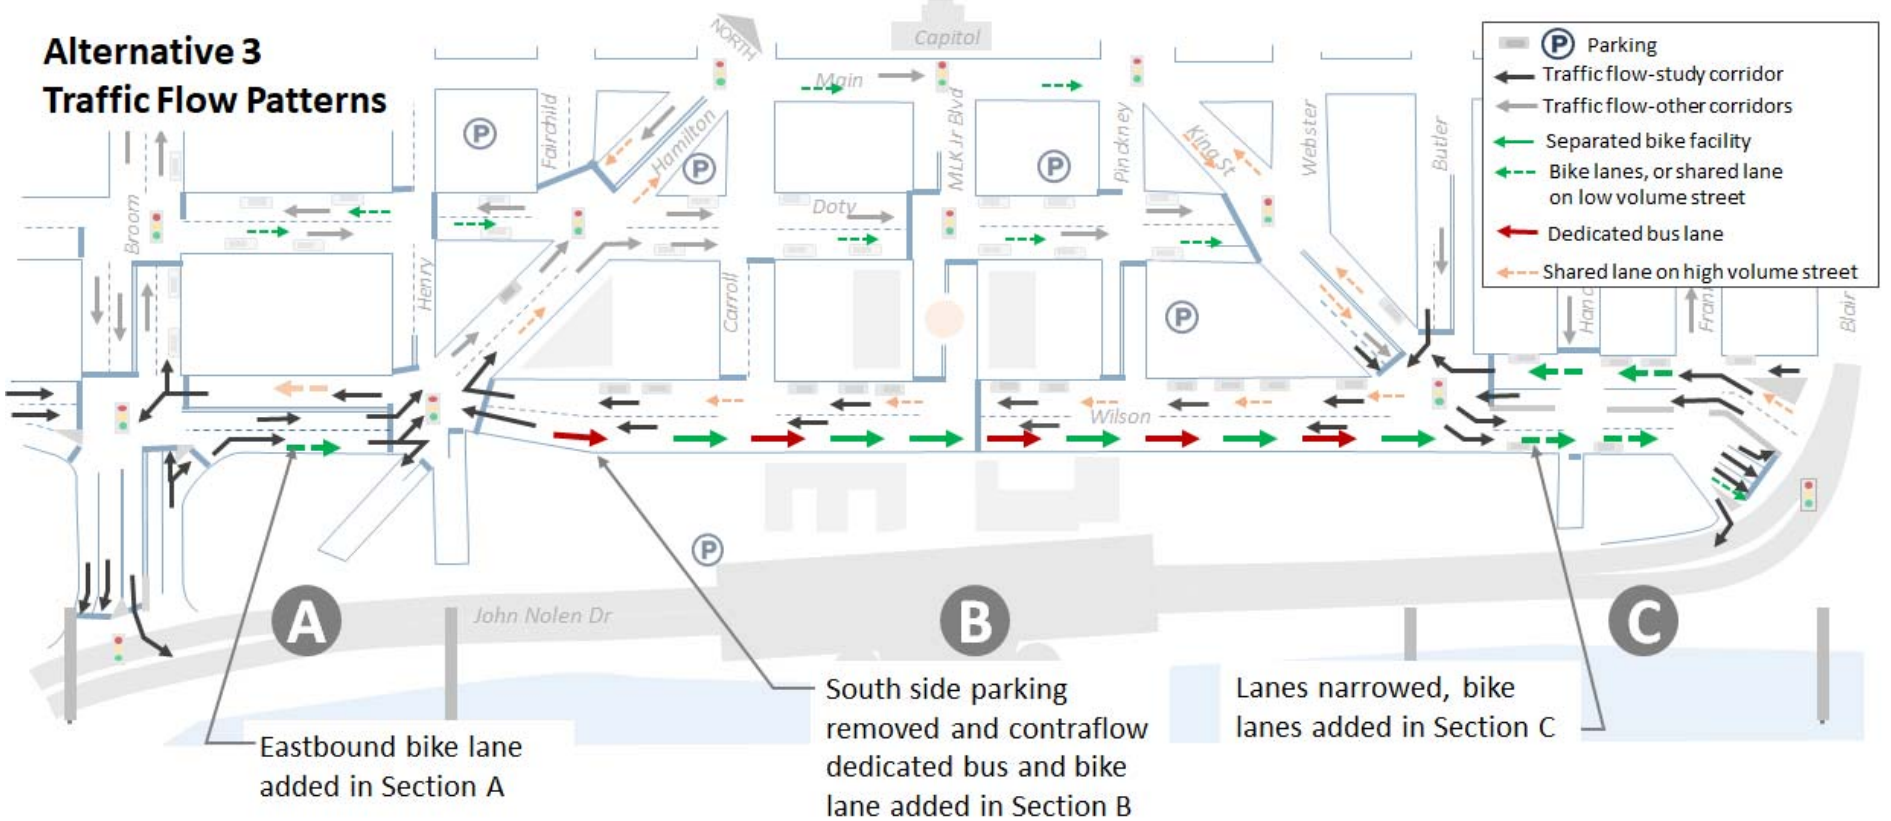 Alternative 3
Traffic Flow Patterns
NORTH
Capitol
Main
P
Parking
Traffic flow-study corridor
Traffic flow-other corridors
Separated bike facility
Bike lanes, or shared lane
on low volume street
Dedicated bus lane
Shared lane on high volume street
Broom
Fairchild
Hamilton
MLK Jr Blvd
Pinckney
King St
Webster
Butler
P
P
P
Doty
Henry
Carroll
P
Hanc
Fran
Blair
Wilson
P
John Nolen Dr
A
B
C
Eastbound bike lane
added in Section A
South side parking
removed and contraflow
dedicated bus and bike
lane added in Section B
Lanes narrowed, bike
lanes added in Section C